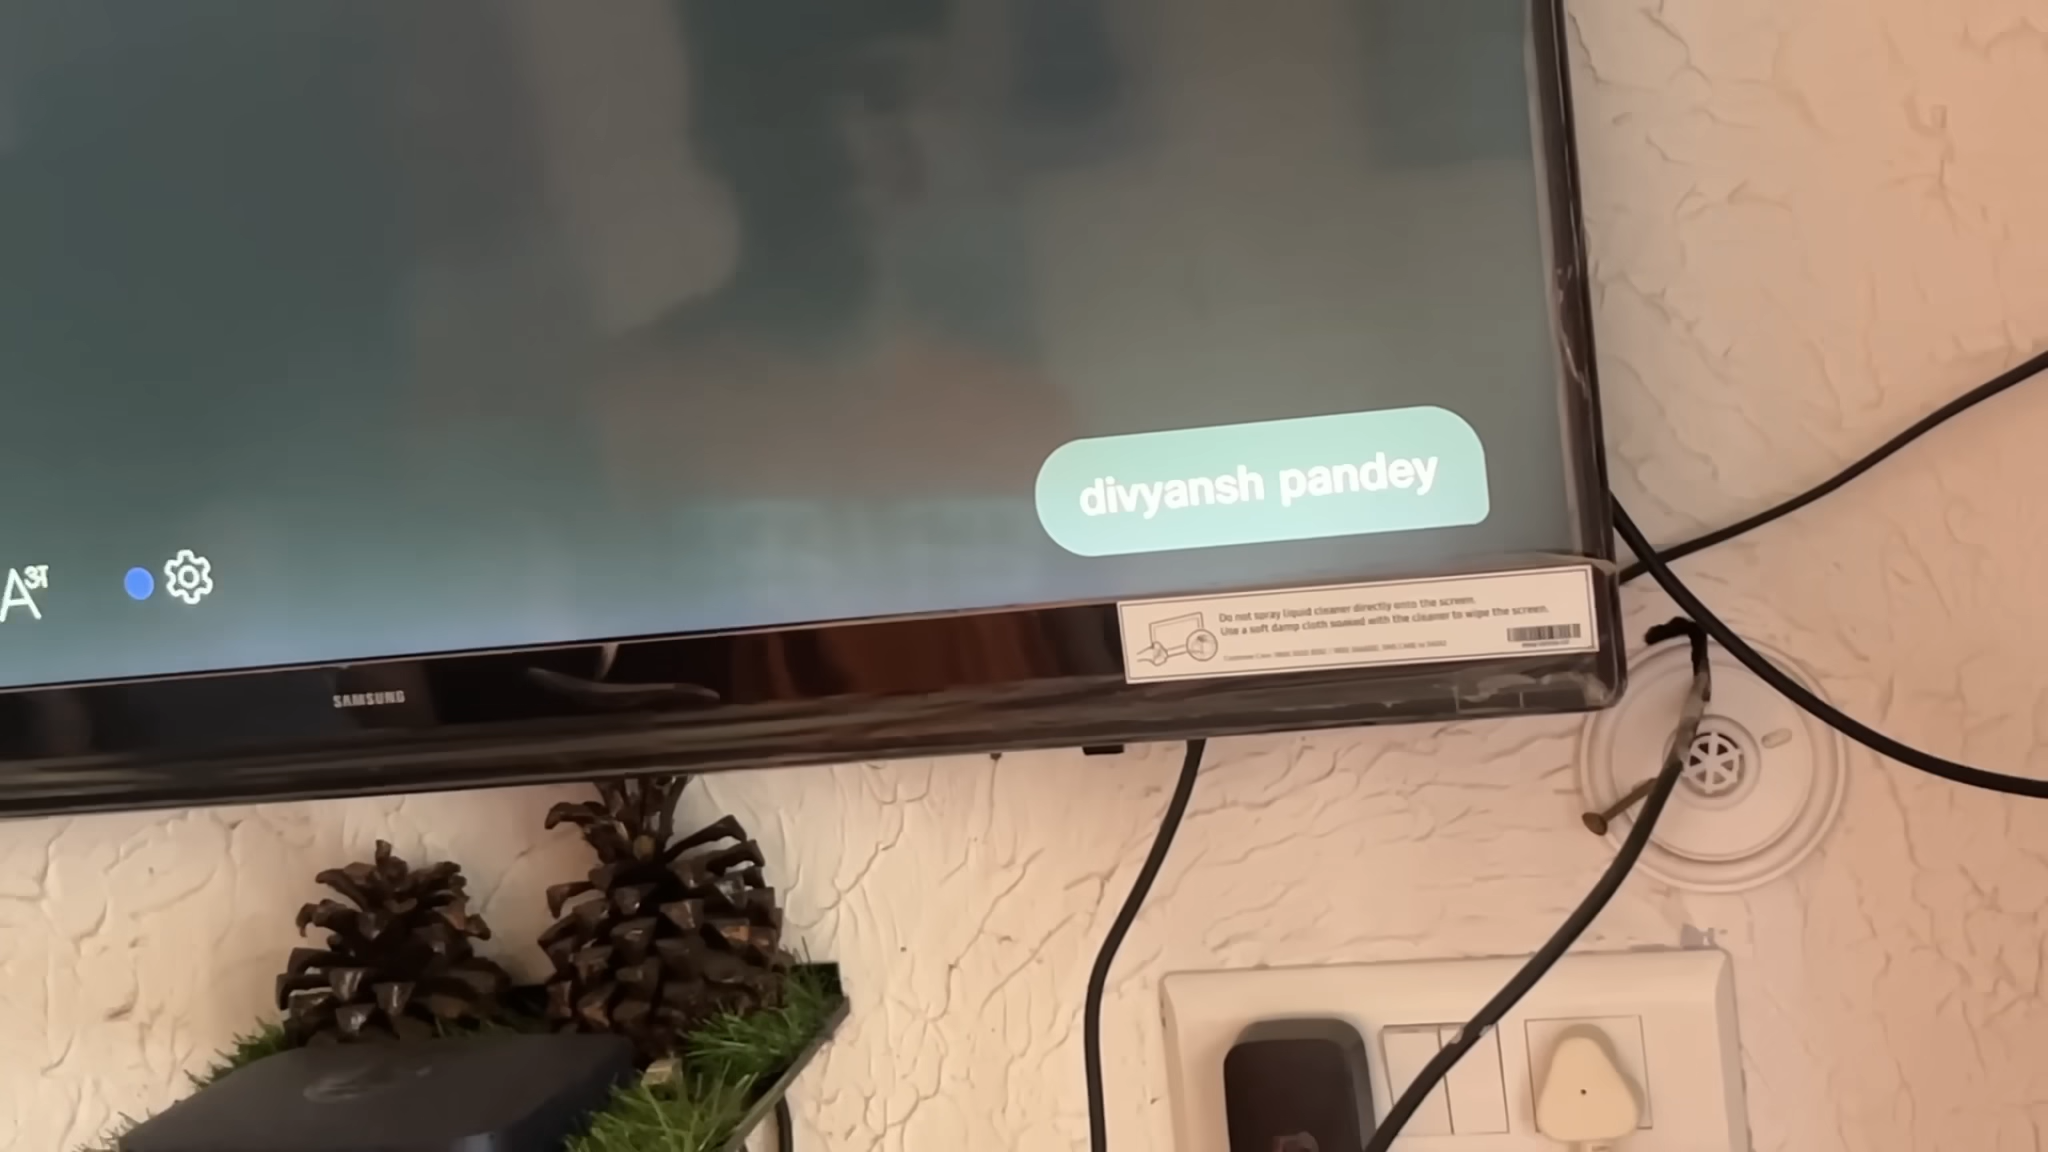 divyansh pandey
Aअ
Do not spray liquid cleaner directly onto the screen.
Use a soft damp cloth soaked with the cleaner to wipe the screen.
SAMSUNG